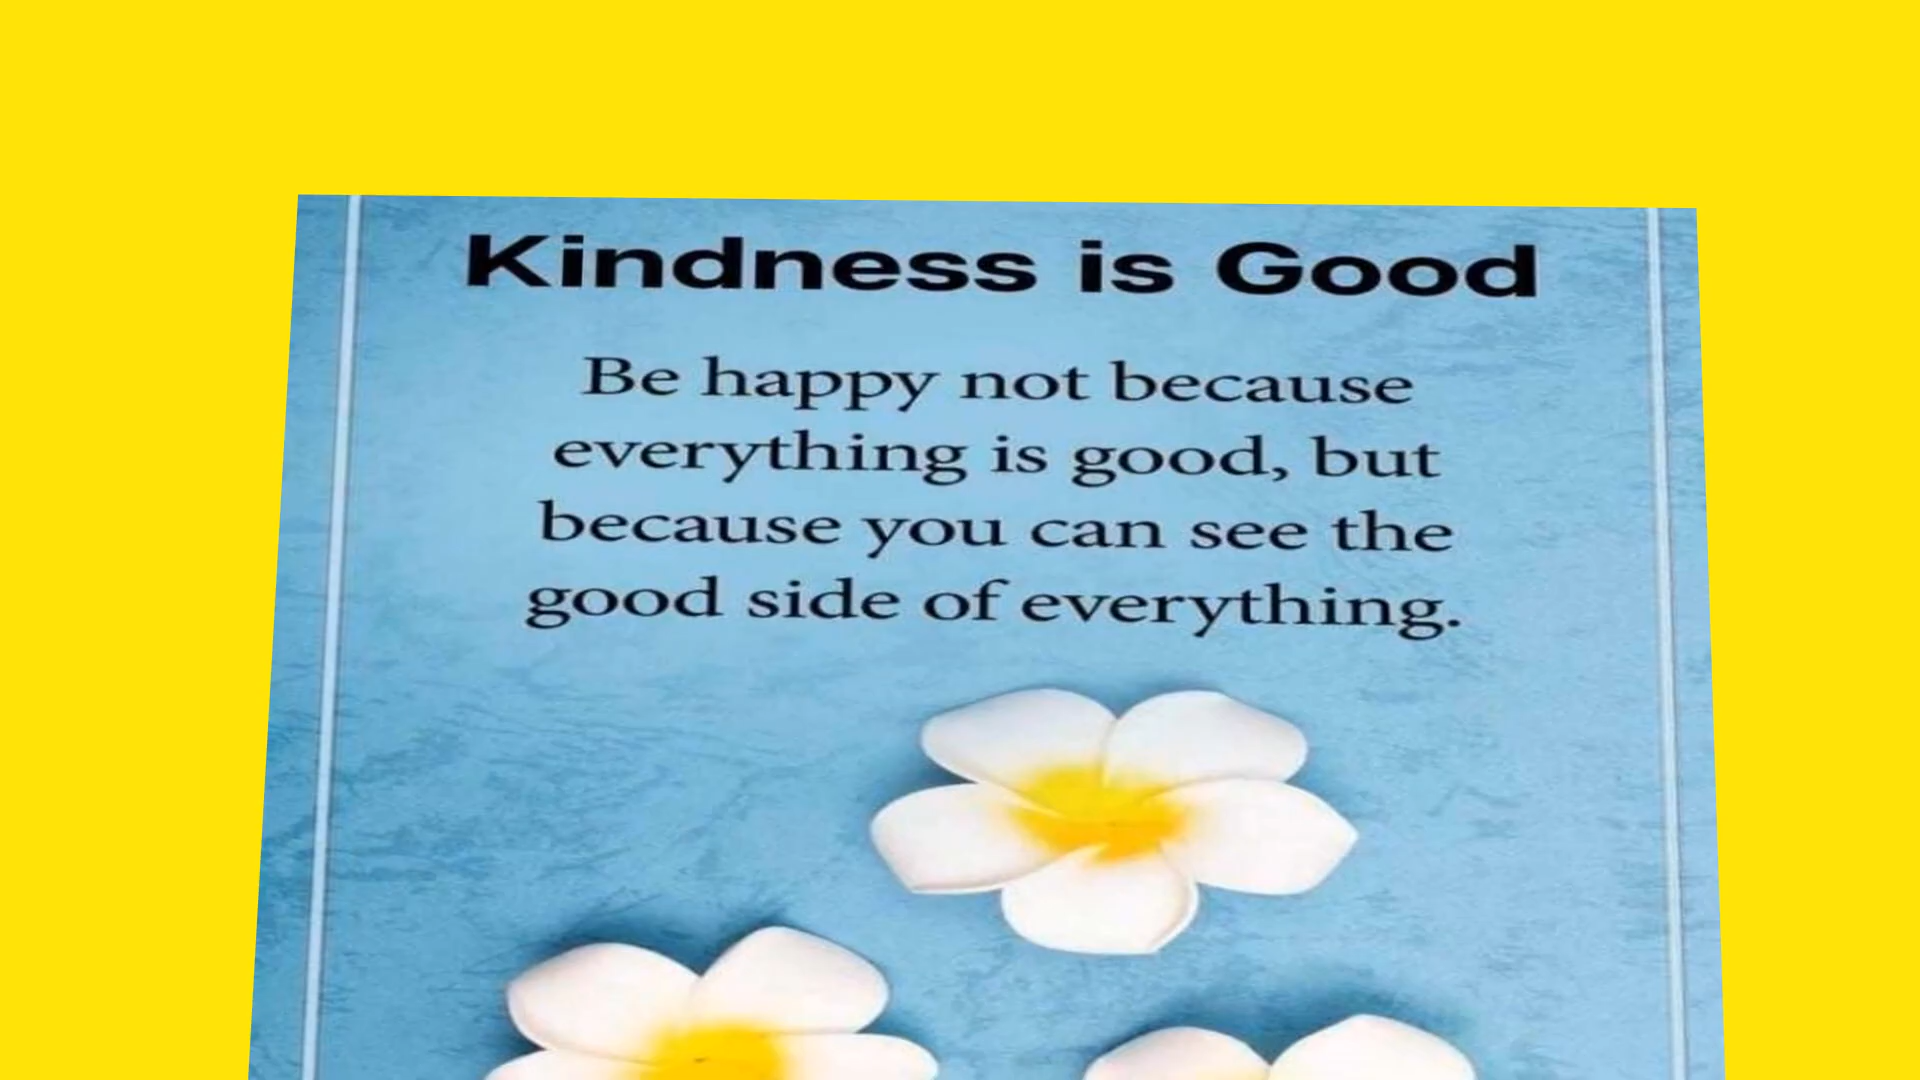 Kindness is Good
Be happy not because
everything is good, but
because you can see the
good side of everything.